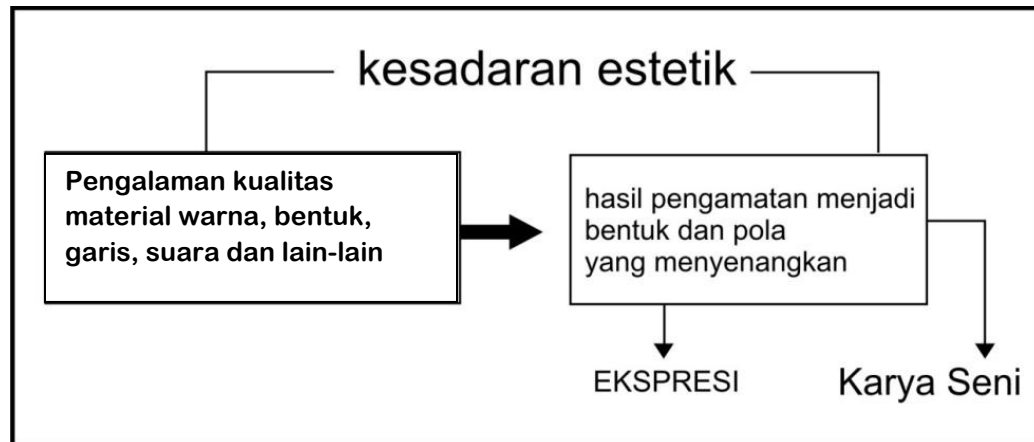 kesadaran estetik
Pengalaman kualitas
material warna, bentuk,
garis, suara dan lain-lain
hasil pengamatan menjadi
bentuk dan pola
yang menyenangkan
EKSPRESI
Karya Seni